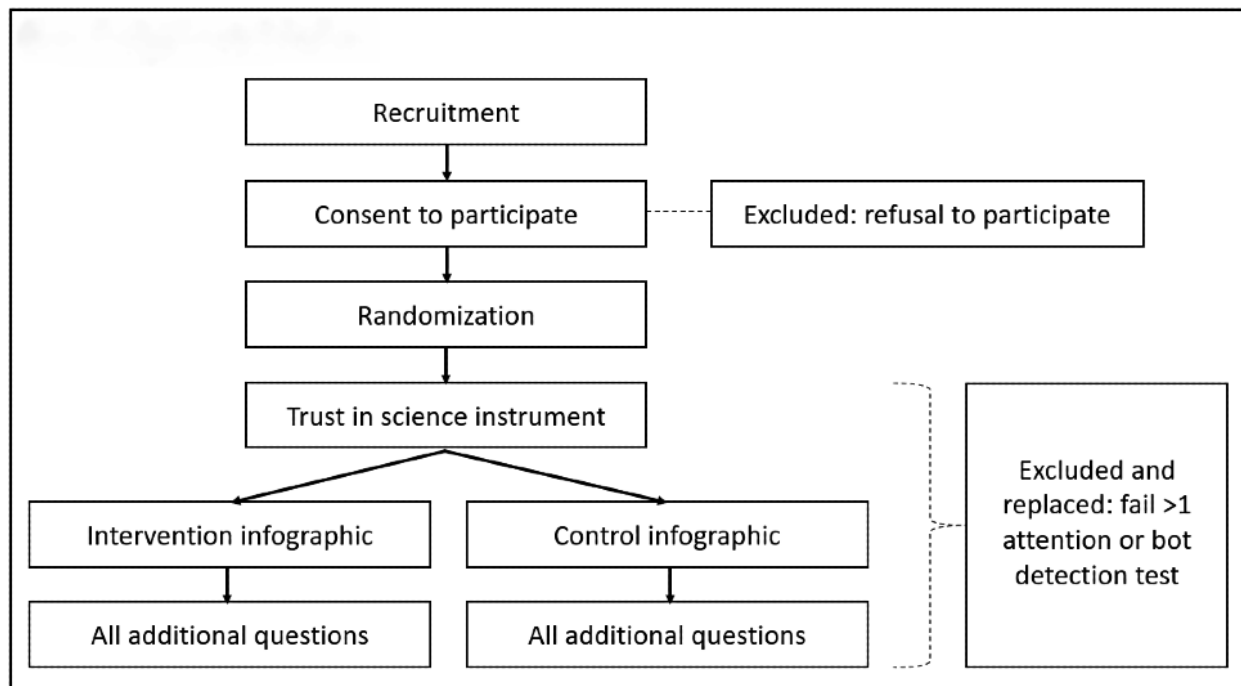 Recruitment
Consent to participate
Excluded: refusal to participate
Randomization
Trust in science instrument
Intervention infographic
Control infographic
All additional questions
All additional questions
Excluded and
replaced: fail >1
attention or bot
detection test